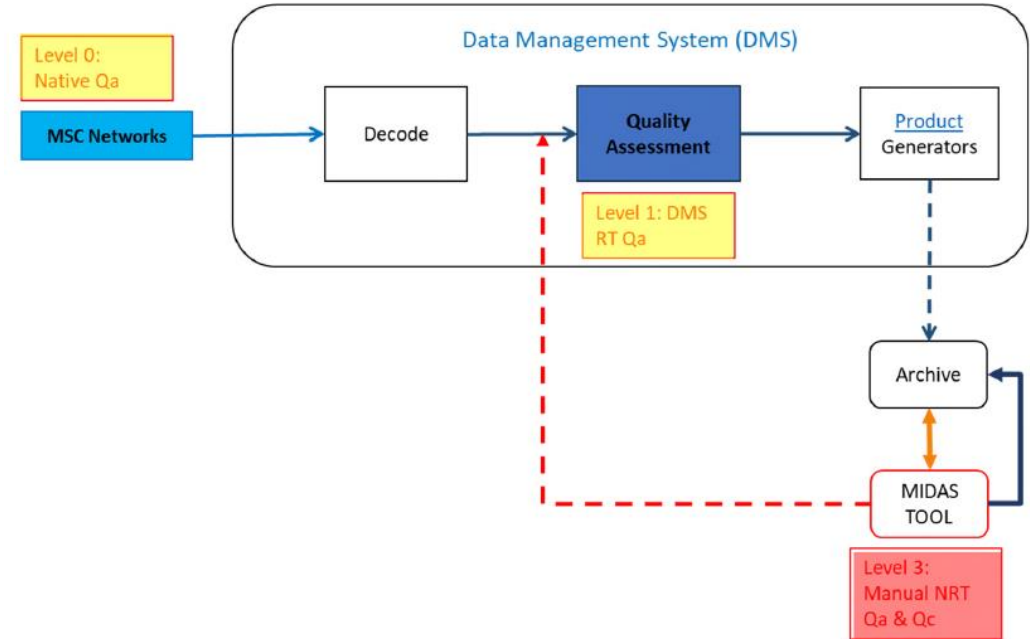 Data Management System (DMS)
Level 0:
Native Qa
MSC Networks
Decode
Quality
Assessment
Product
Generators
Level 1: DMS
RT Qa
Archive
MIDAS
TOOL
Level 3:
Manual NRT
Qa & Qc